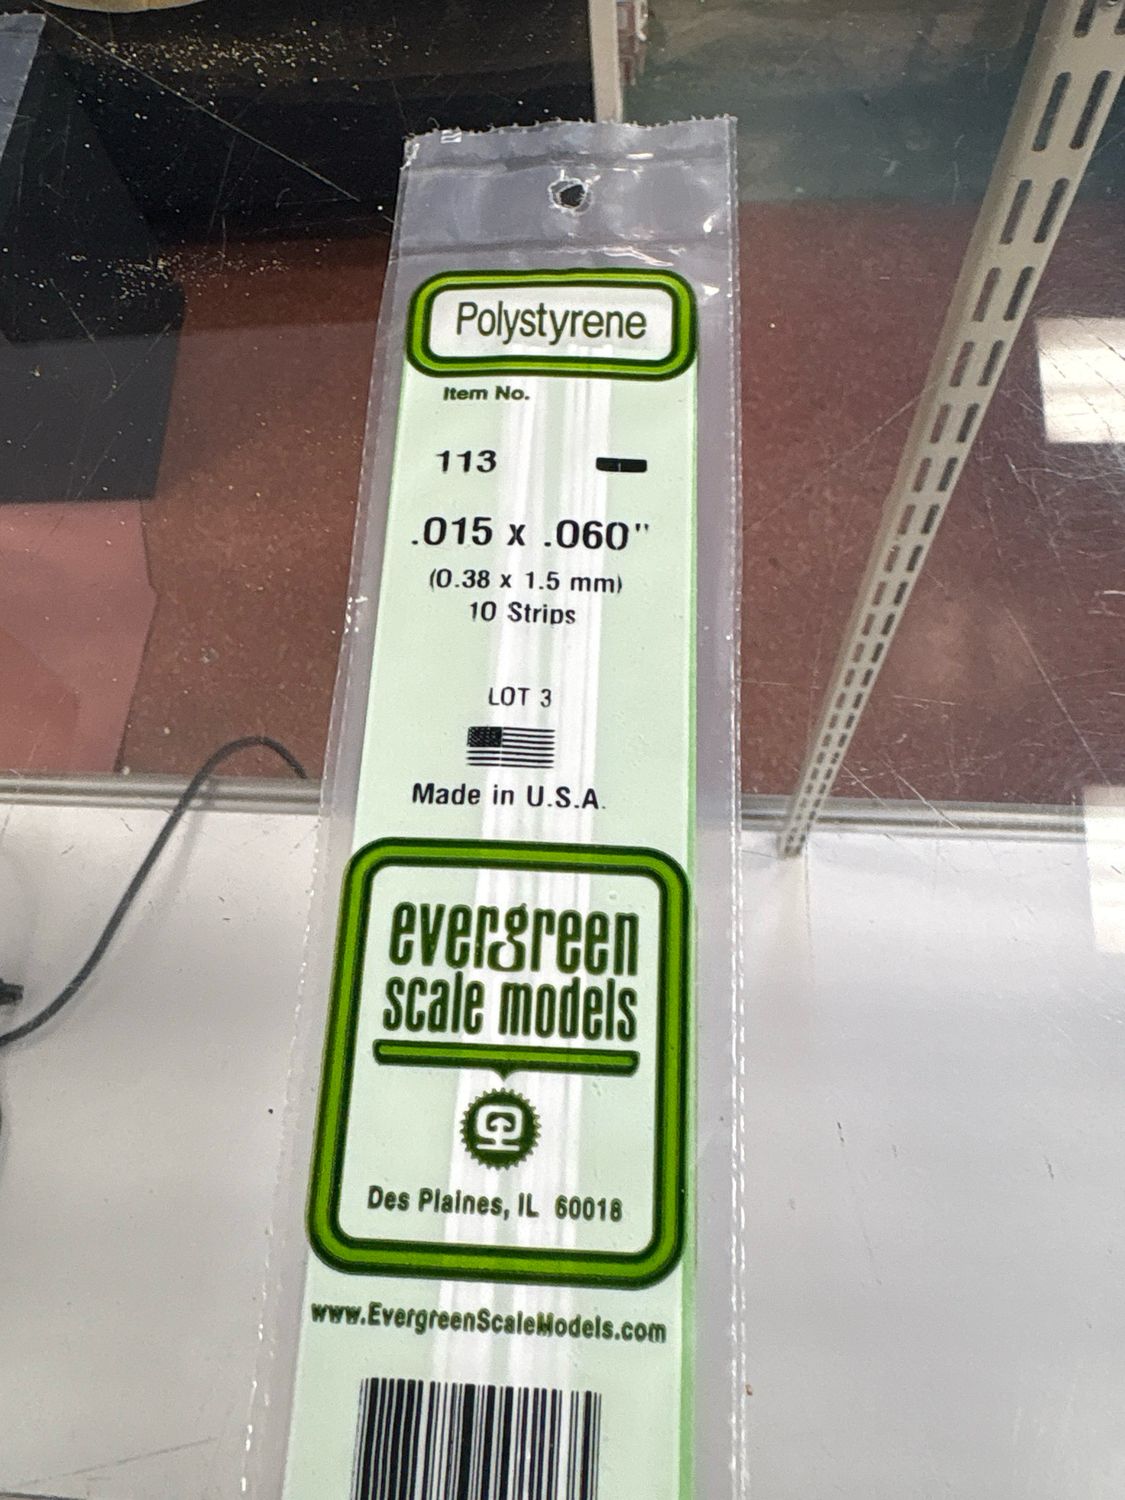 Polystyrene
Item No.
113
.015 x .060"
(0.38 x 1.5 mm)
10 Strips
LOT 3
Made in U.S.A.
evergreen
scale models
Des Plaines, IL 60018
www.EvergreenScaleModels.com